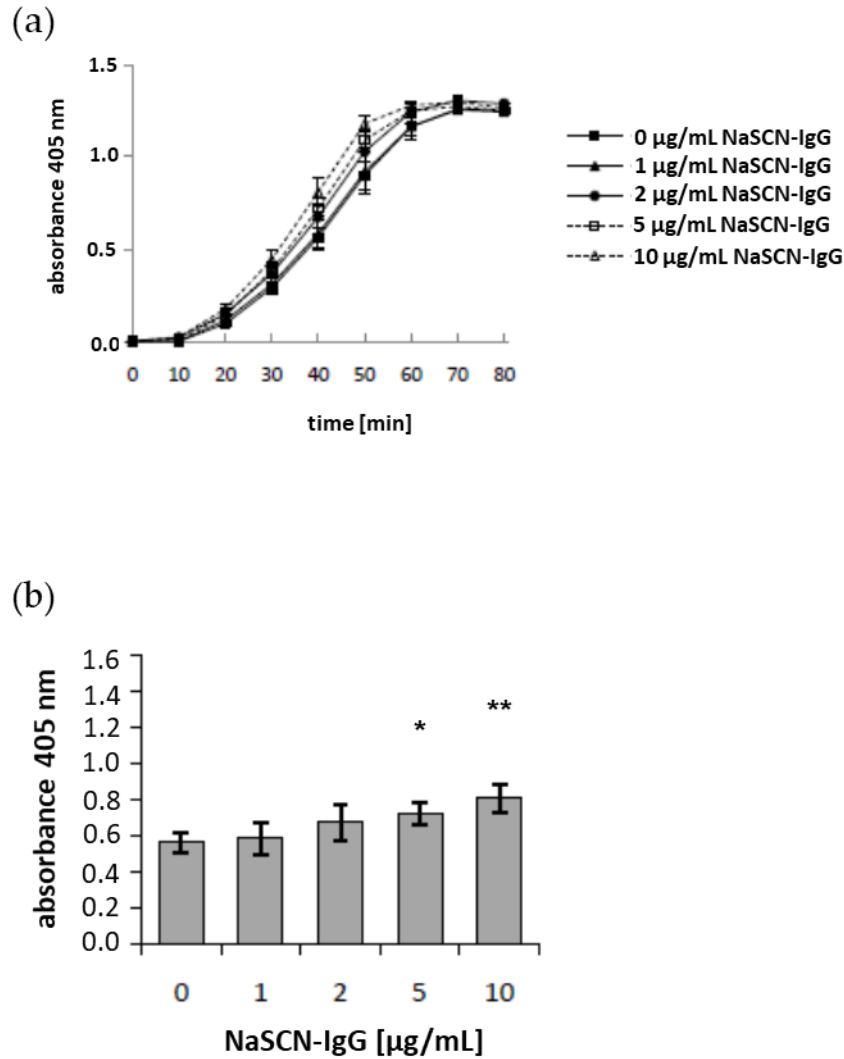 (a)
absorbance 405 nm
1.5
1.0
0.5
0.0
0 10 20 30 40 50 60 70 80
time [min]
0 µg/mL NaSCN-IgG
1 µg/mL NaSCN-IgG
2 µg/mL NaSCN-IgG
5 µg/mL NaSCN-IgG
10 µg/mL NaSCN-IgG
(b)
absorbance 405 nm
1.6
1.4
1.2
1.0
0.8
0.6
0.4
0.2
0.0
*
**
0 1 2 5 10
NaSCN-IgG [µg/mL]